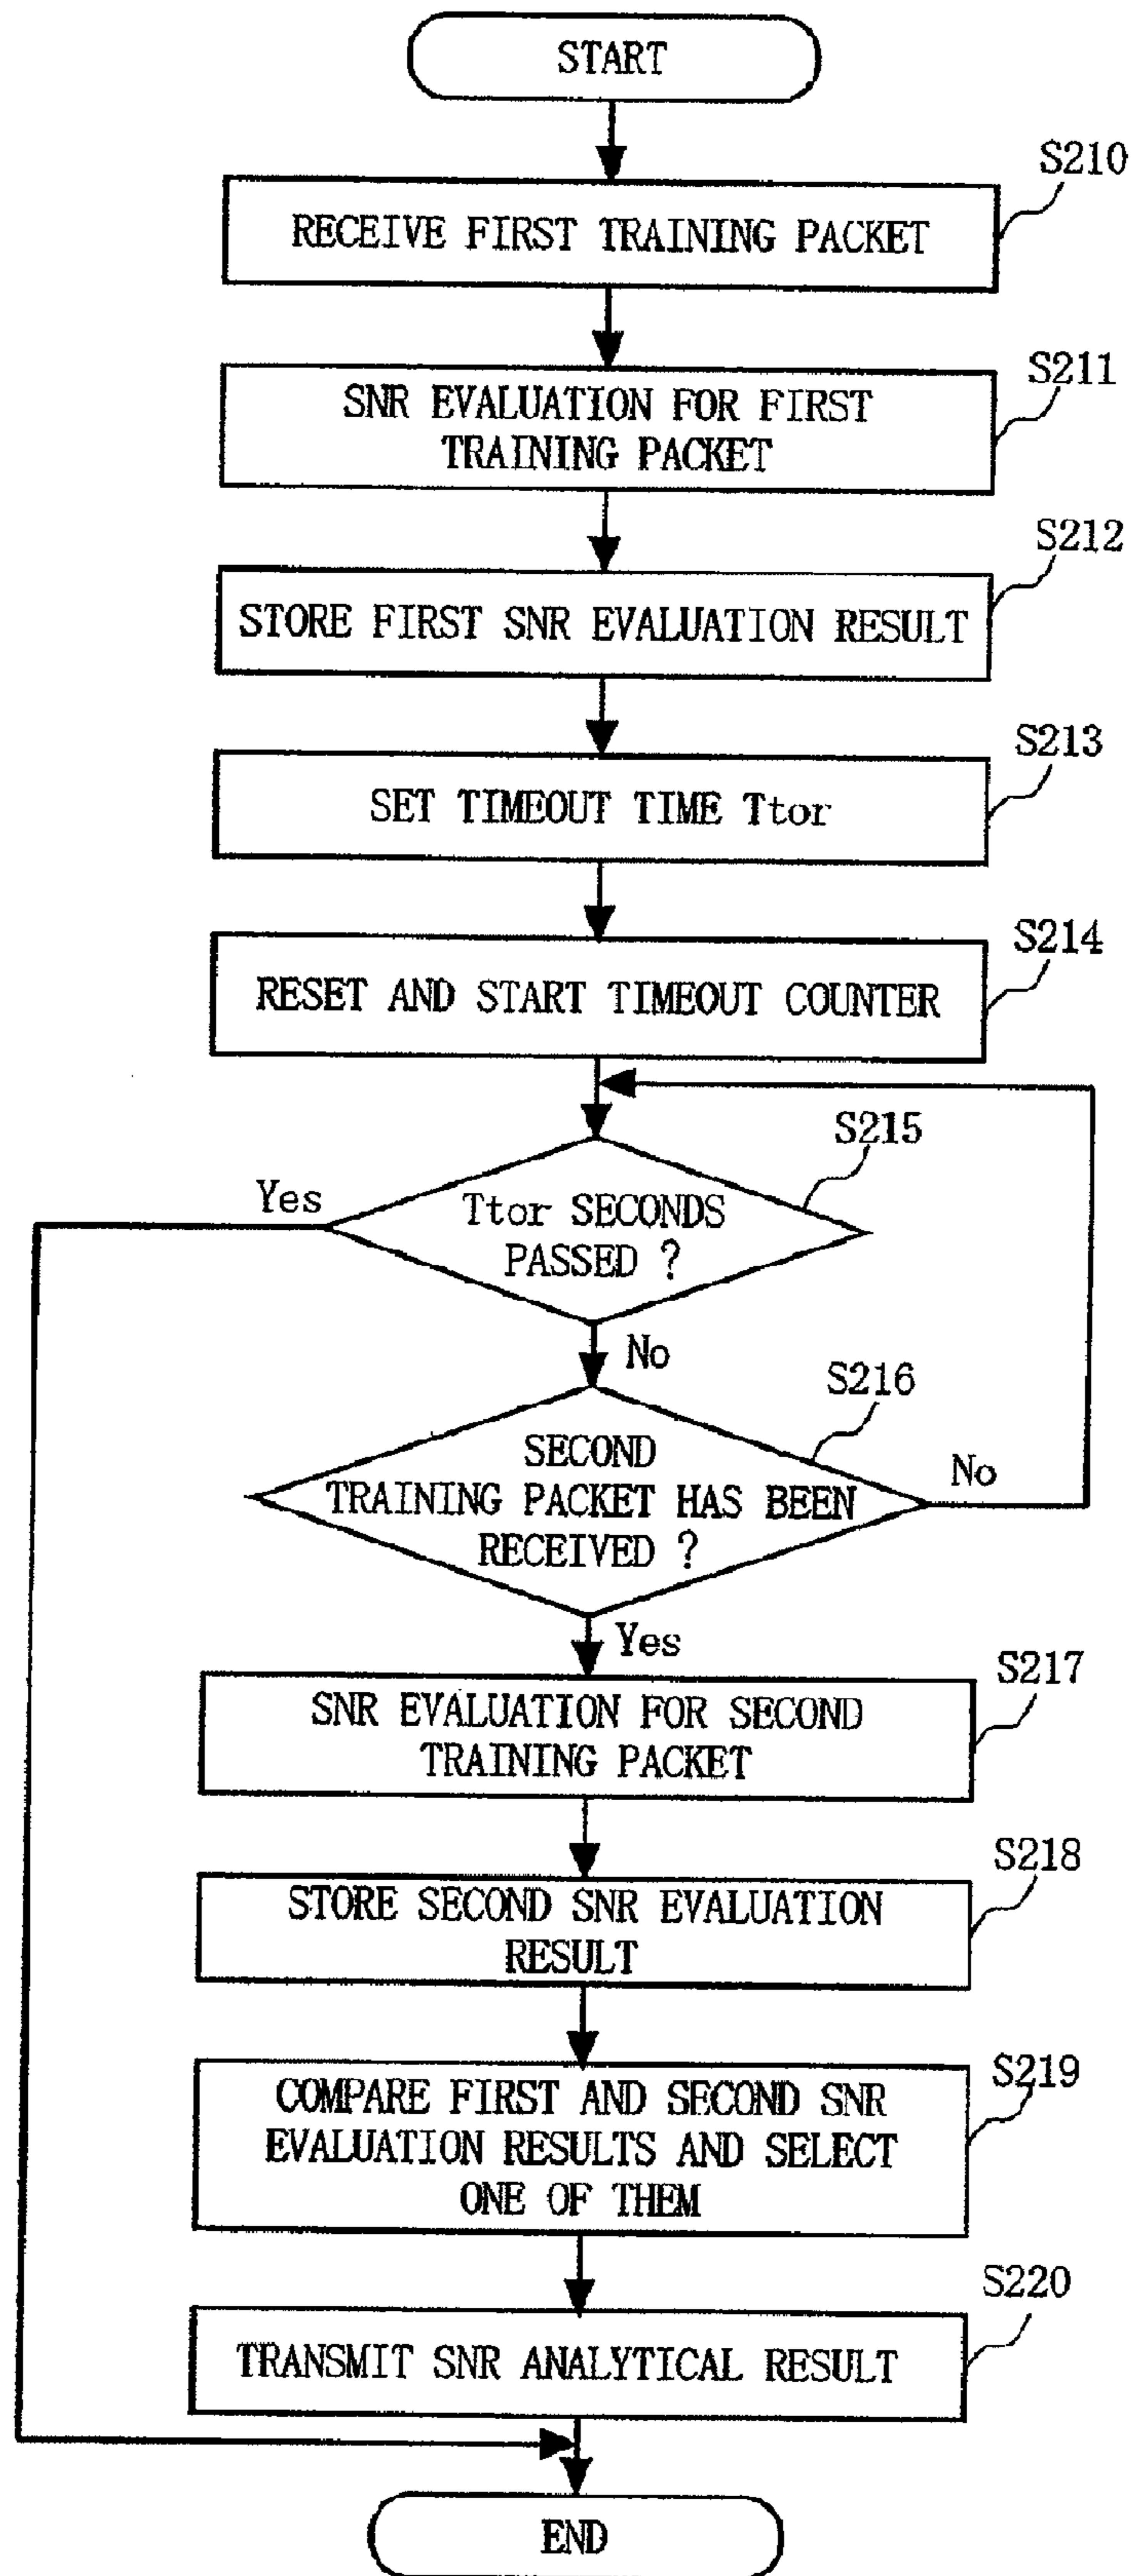 START
S210
RECEIVE FIRST TRAINING PACKET
S211
SNR EVALUATION FOR FIRST
TRAINING PACKET
S212
STORE FIRST SNR EVALUATION RESULT
S213
SET TIMEOUT TIME Ttor
S214
RESET AND START TIMEOUT COUNTER
S215
Yes
Ttor SECONDS
PASSED ?
No
S216
SECOND
TRAINING PACKET HAS BEEN
RECEIVED ?
No
Yes
S217
SNR EVALUATION FOR SECOND
TRAINING PACKET
S218
STORE SECOND SNR EVALUATION
RESULT
S219
COMPARE FIRST AND SECOND SNR
EVALUATION RESULTS AND SELECT
ONE OF THEM
S220
TRANSMIT SNR ANALYTICAL RESULT
END